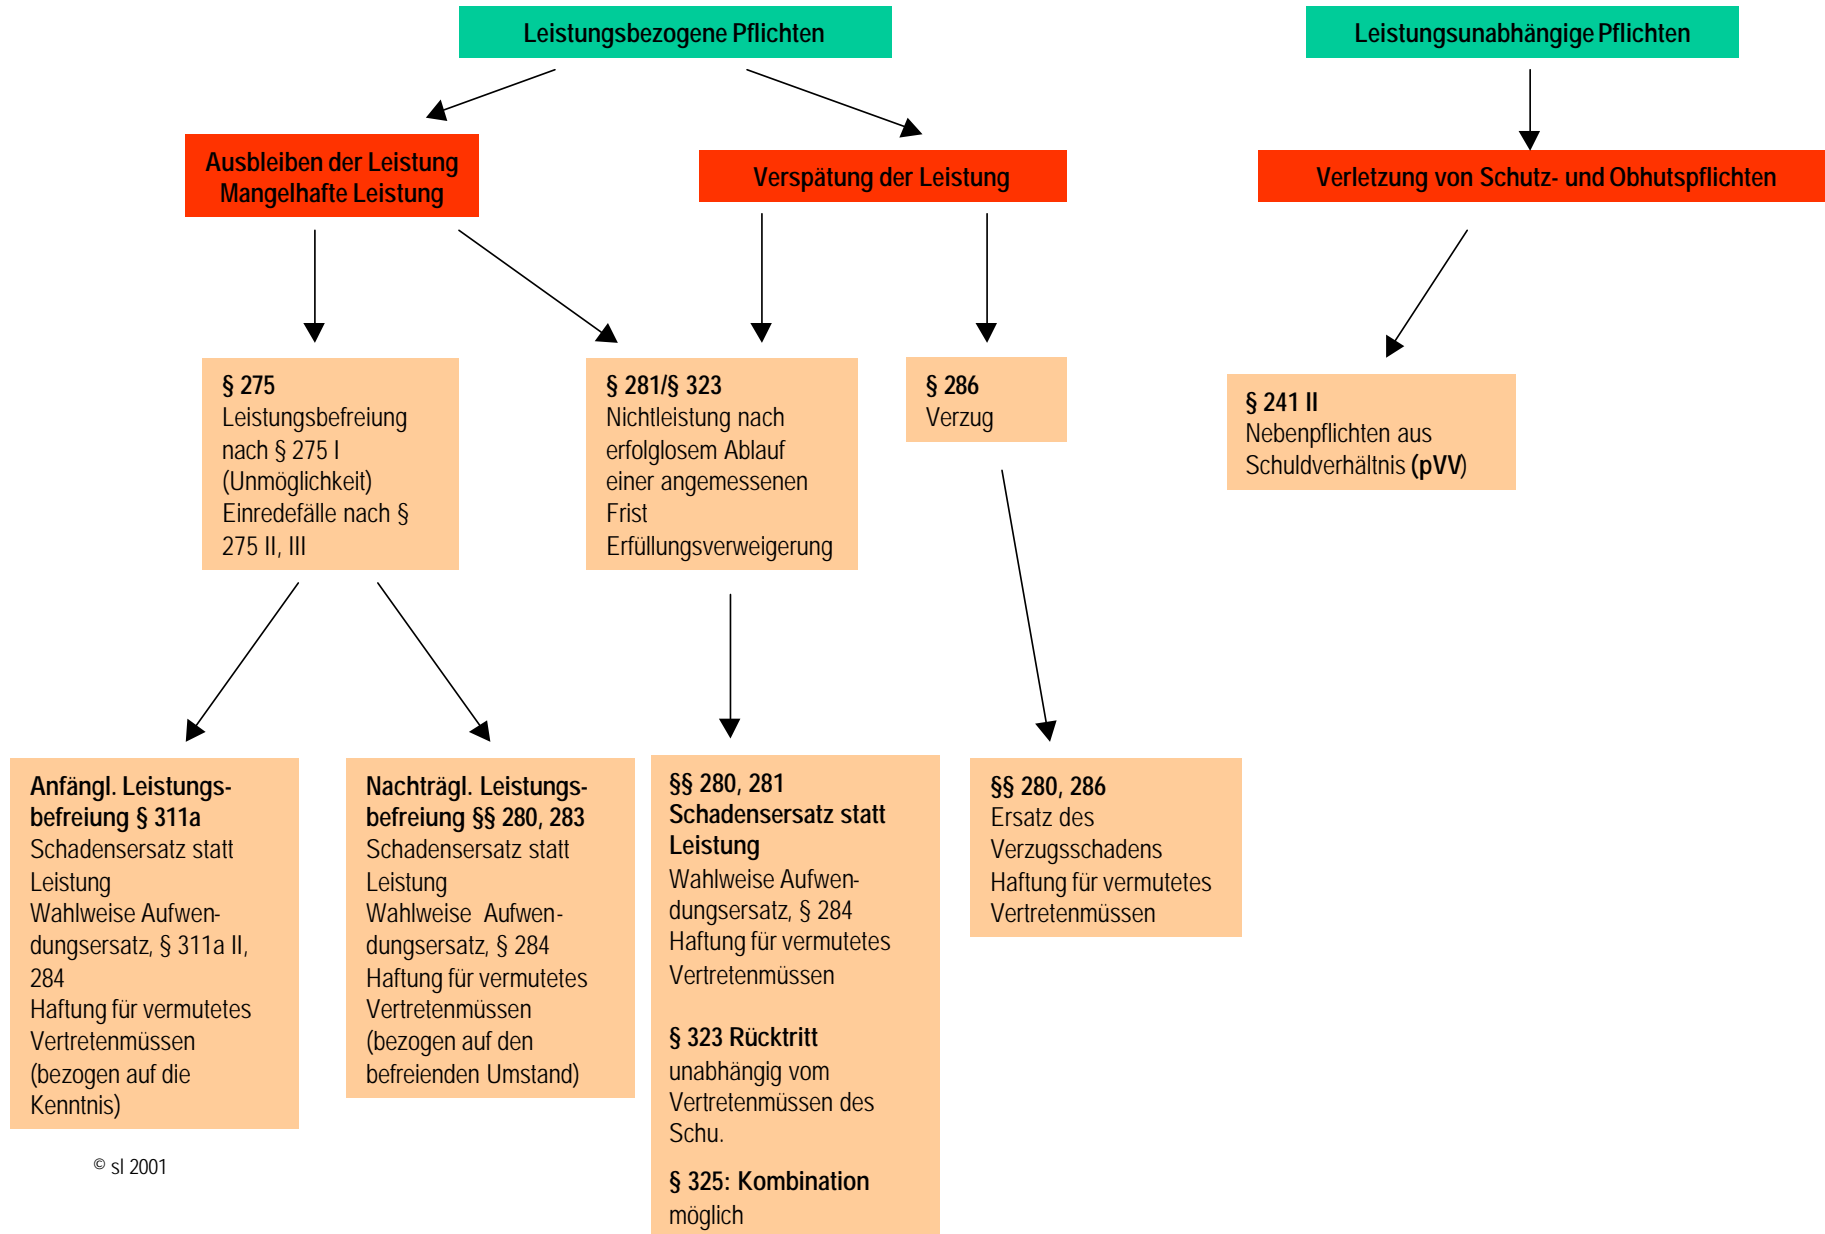 Leistungsbezogene Pflichten
Leistungsunabhängige Pflichten
Ausbleiben der Leistung
Mangelhafte Leistung
Verspätung der Leistung
Verletzung von Schutz- und Obhutspflichten
§ 275
Leistungsbefreiung
nach § 275 I
(Unmöglichkeit)
Einredefälle nach §
275 II, III
§ 281/§ 323
Nichtleistung nach
erfolglosem Ablauf
einer angemessenen
Frist
Erfüllungsverweigerung
§ 286
Verzug
§ 241 II
Nebenpflichten aus
Schuldverhältnis (pVV)
Anfängl. Leistungs-
befreiung § 311a
Schadensersatz statt
Leistung
Wahlweise Aufwen-
dungsersatz, § 311a II,
284
Haftung für vermutetes
Vertretenmüssen
(bezogen auf die
Kenntnis)
Nachträgl. Leistungs-
befreiung §§ 280, 283
Schadensersatz statt
Leistung
Wahlweise Aufwen-
dungsersatz, § 284
Haftung für vermutetes
Vertretenmüssen
(bezogen auf den
befreienden Umstand)
§§ 280, 281
Schadensersatz statt
Leistung
Wahlweise Aufwen-
dungsersatz, § 284
Haftung für vermutetes
Vertretenmüssen
§ 323 Rücktritt
unabhängig vom
Vertretenmüssen des
Schu.
§ 325: Kombination
möglich
§§ 280, 286
Ersatz des
Verzugsschadens
Haftung für vermutetes
Vertretenmüssen
© sl 2001